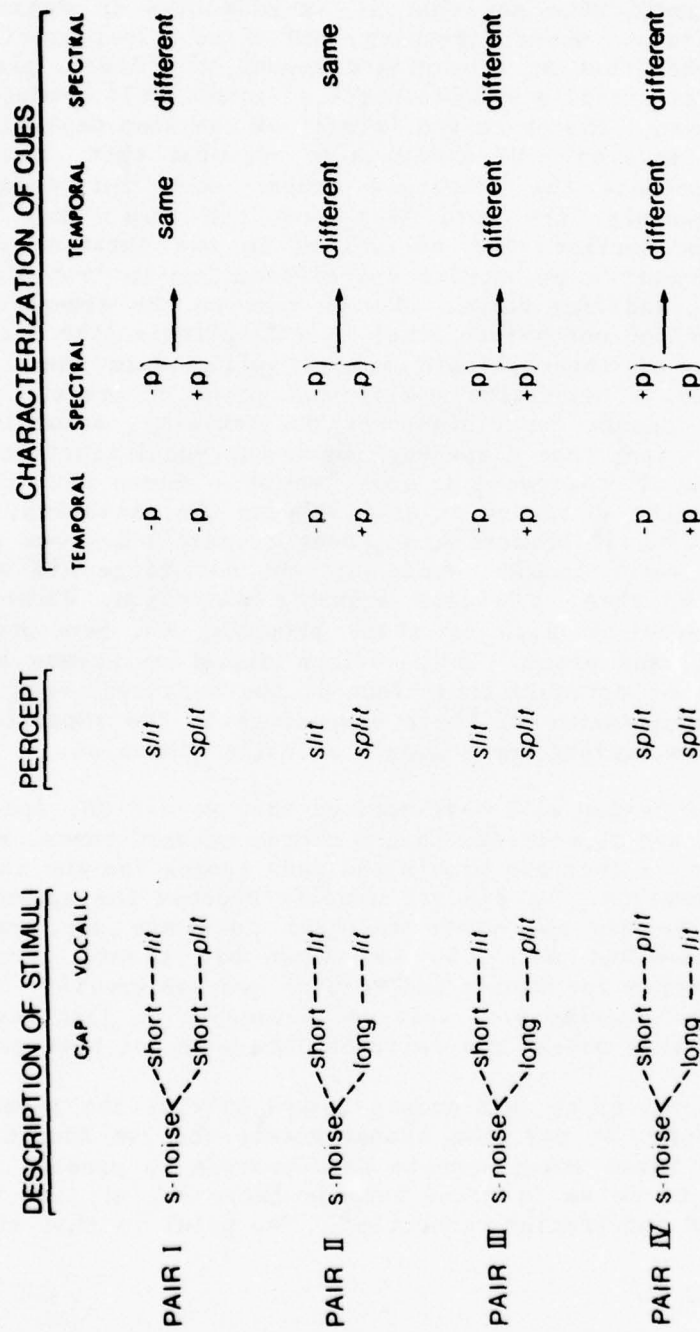 DESCRIPTION OF STIMULI PERCEPT CHARACTERIZATION OF CUES
GAP VOCALIC TEMPORAL SPECTRAL TEMPORAL SPECTRAL
short---lit slit -p -p
PAIR I s-noise same different
short---plit split -p +p
short---lit slit -p -p
PAIR II s-noise different same
long---lit split +p -p
short---lit slit -p -p
PAIR III s-noise different different
long---plit split +p +p
short---plit split -p +p
PAIR IV s-noise different different
long---lit split +p -p